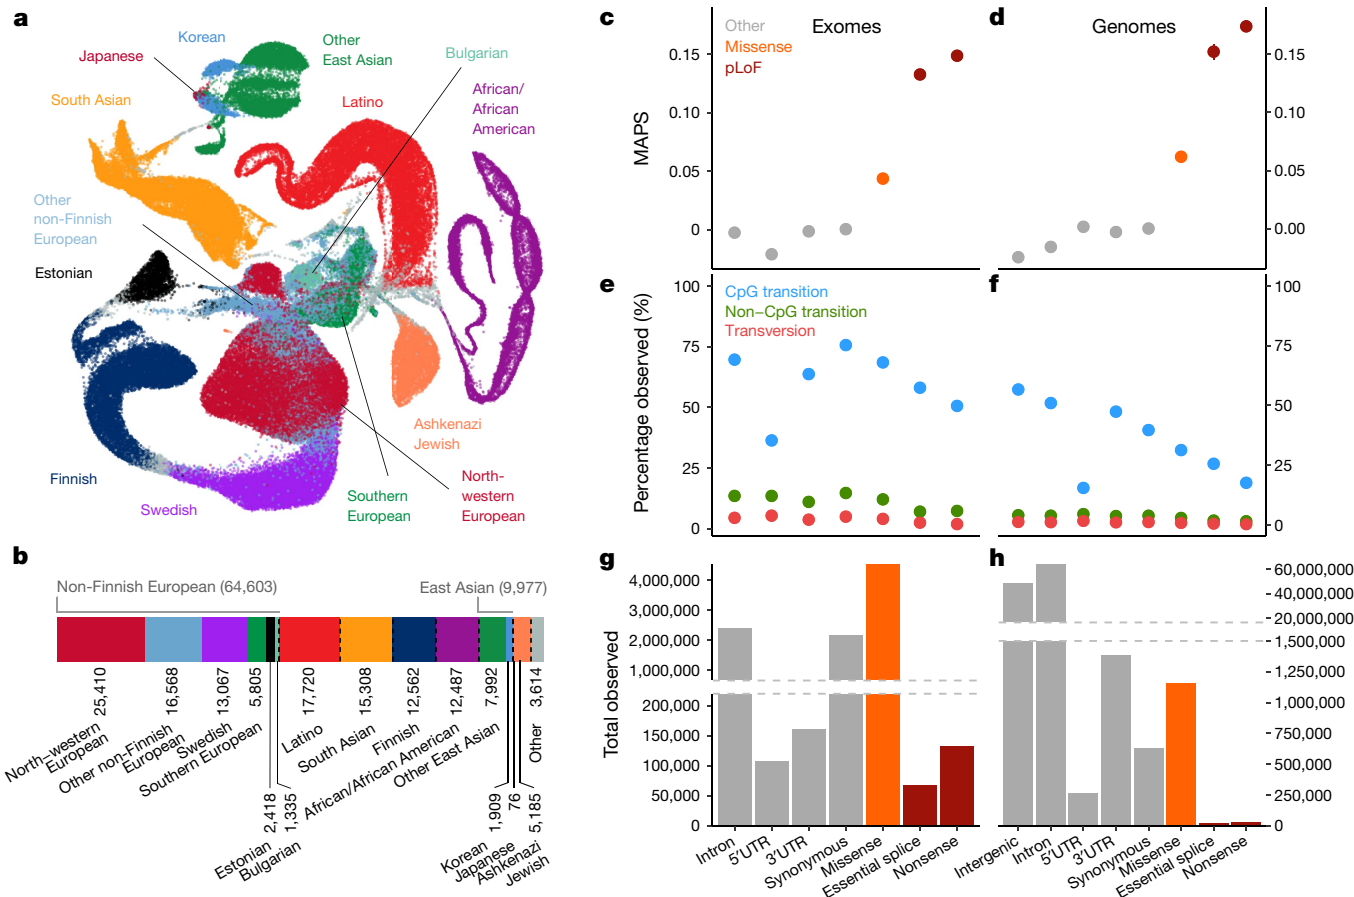 a
Korean
Japanese
Other
East Asian
Bulgarian
South Asian
Latino
African/
African
American
Other
non-Finnish
European
Estonian
Finnish
Swedish
Ashkenazi
Jewish
Southern
European
North-
western
European
b
Non-Finnish European (64,603)
East Asian (9,977)
25,410
16,568
13,067
5,805
17,720
15,308
12,562
12,487
7,992
3,614
North–western
European
Other non-Finnish
European
Swedish
Southern European
Latino
South Asian
Finnish
African/African American
Other East Asian
Other
2,418
1,335
1,909
76
5,185
Estonian
Bulgarian
Korean
Japanese
Ashkenazi
Jewish
c
Exomes
Other
Missense
pLoF
MAPS
0.15
0.10
0.05
0
d
Genomes
0.15
0.10
0.05
0.00
e
CpG transition
Non−CpG transition
Transversion
Percentage observed (%)
100
75
50
25
0
f
100
75
50
25
0
g
Total observed
4,000,000
3,000,000
2,000,000
1,000,000
200,000
150,000
100,000
50,000
0
Intron
5′UTR
3′UTR
Synonymous
Missense
Essential splice
Nonsense
h
60,000,000
40,000,000
20,000,000
1,500,000
1,250,000
1,000,000
750,000
500,000
250,000
0
Intergenic
Intron
5′UTR
3′UTR
Synonymous
Missense
Essential splice
Nonsense